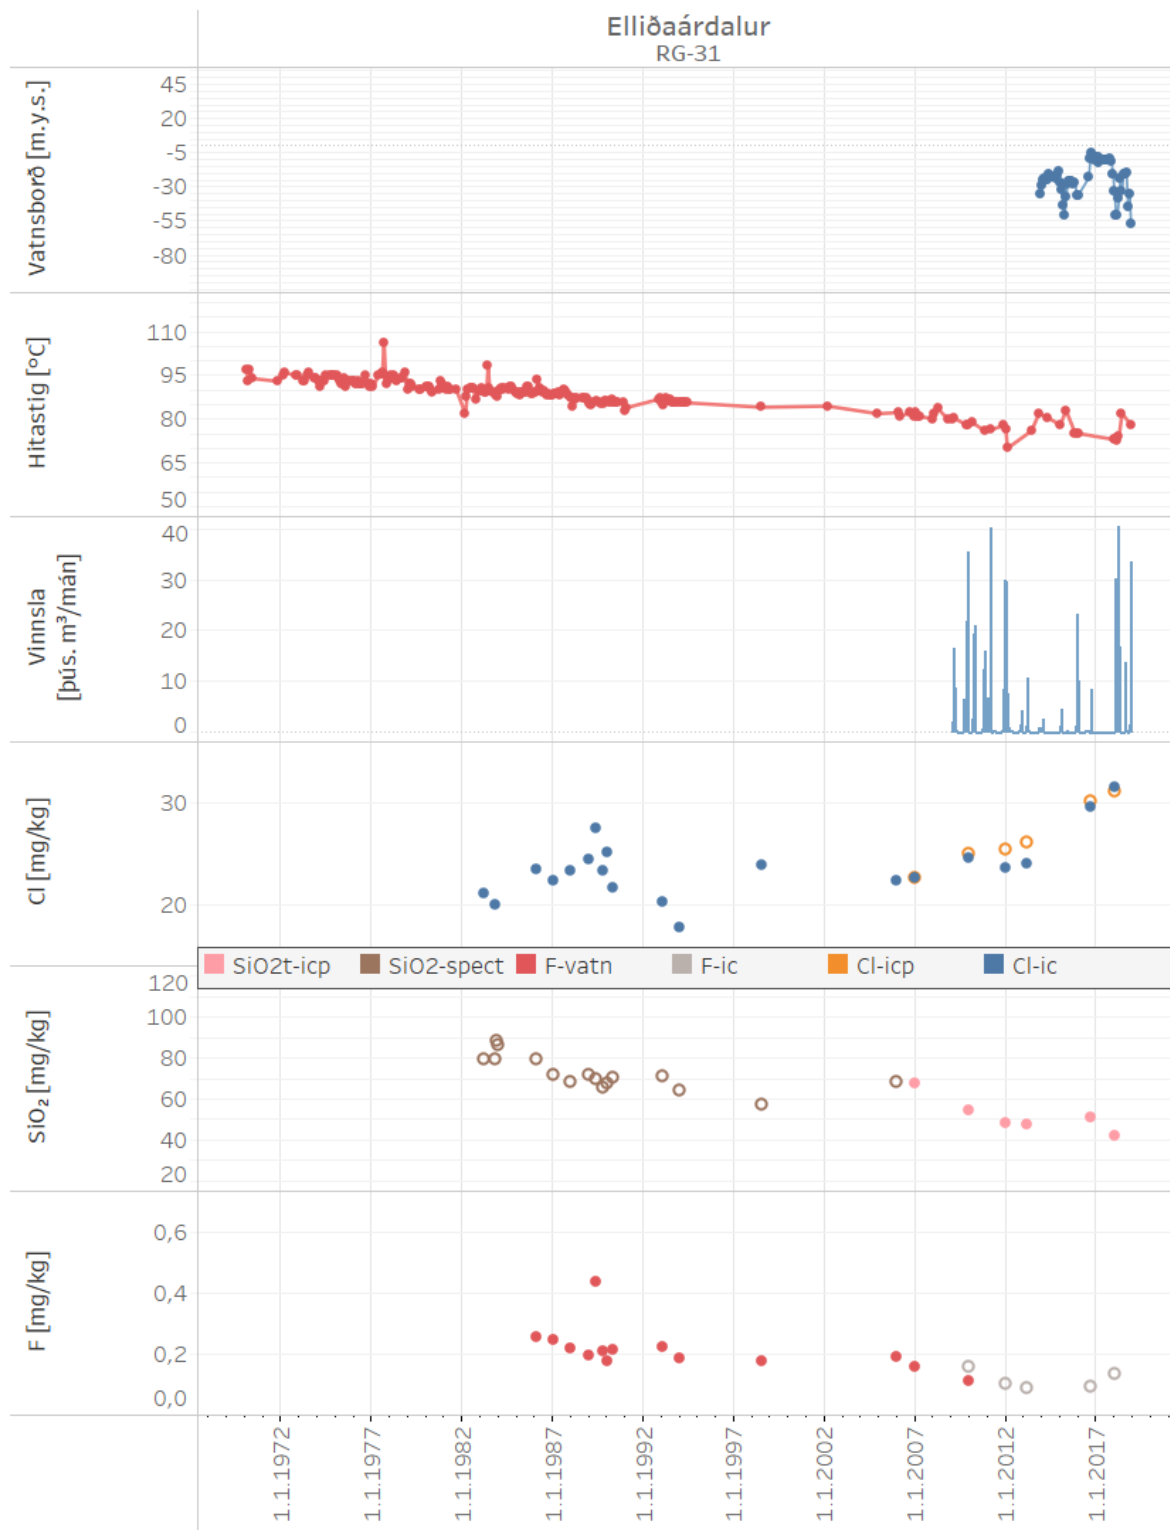 Elliðaárdalur
RG-31
Vatnsborð [m.y.s.]
45
20
-5
-30
-55
-80
Hitastig [°C]
110
95
80
65
50
Vinnsla
[þús. m³/mán]
40
30
20
10
0
Cl [mg/kg]
30
20
SiO2t-icp SiO2-spect F-vatn F-ic Cl-icp Cl-ic
SiO₂ [mg/kg]
120
100
80
60
40
20
F [mg/kg]
0,6
0,4
0,2
0,0
1.1.1972 1.1.1977 1.1.1982 1.1.1987 1.1.1992 1.1.1997 1.1.2002 1.1.2007 1.1.2012 1.1.2017